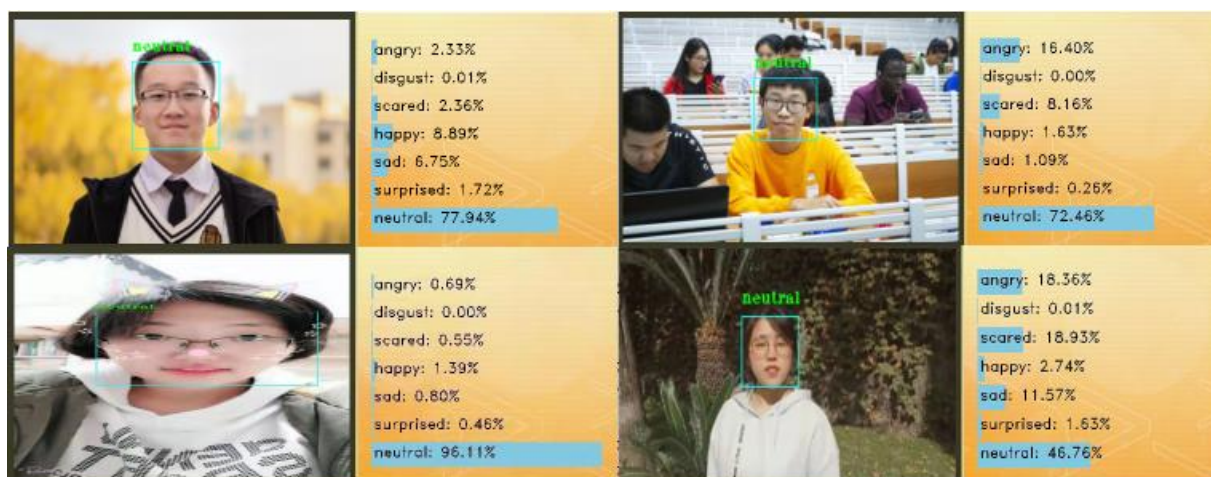 neutral
angry: 2.33%
disgust: 0.01%
scared: 2.36%
happy: 8.89%
sad: 6.75%
surprised: 1.72%
neutral: 77.94%
neutral
angry: 16.40%
disgust: 0.00%
scared: 8.16%
happy: 1.63%
sad: 1.09%
surprised: 0.26%
neutral: 72.46%
neutral
angry: 0.69%
disgust: 0.00%
scared: 0.55%
happy: 1.39%
sad: 0.80%
surprised: 0.46%
neutral: 96.11%
neutral
angry: 18.36%
disgust: 0.01%
scared: 18.93%
happy: 2.74%
sad: 11.57%
surprised: 1.63%
neutral: 46.76%